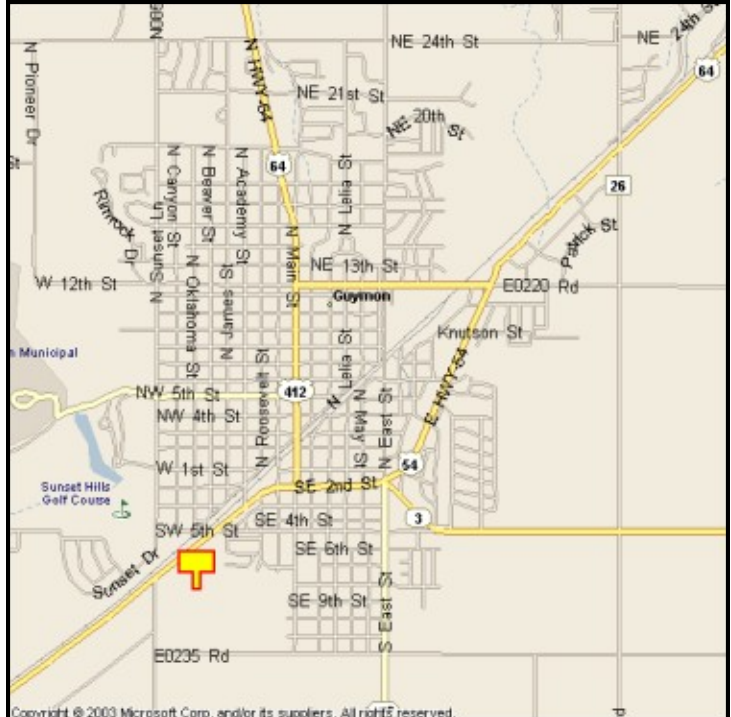 N Pioneer Dr
N HWY-54
NE 24th St
NE 24th St
64
NE 21st St
NE 20th St
N Canyon St
N Beaver St
N Academy St
64
N Lelia St
26
Rimrock Dr
N Sunset Ln
N Oklahoma St
N James St
N Main St
NE 13th St
Patrick St
W 12th St
Guymon
E0220 Rd
Knutson St
n Municipal
N Lelia St
NW 5th St
412
N
N May St
N East St
E HWY-54
NW 4th St
N Roosevelt St
W 1st St
54
Sunset Hills
Golf Course
SE 2nd St
3
SW 5th St
SE 4th St
SE 6th St
Sunset Dr
SE 9th St
S East St
E0235 Rd
Copyright © 2003 Microsoft Corp. and/or its suppliers. All rights reserved.